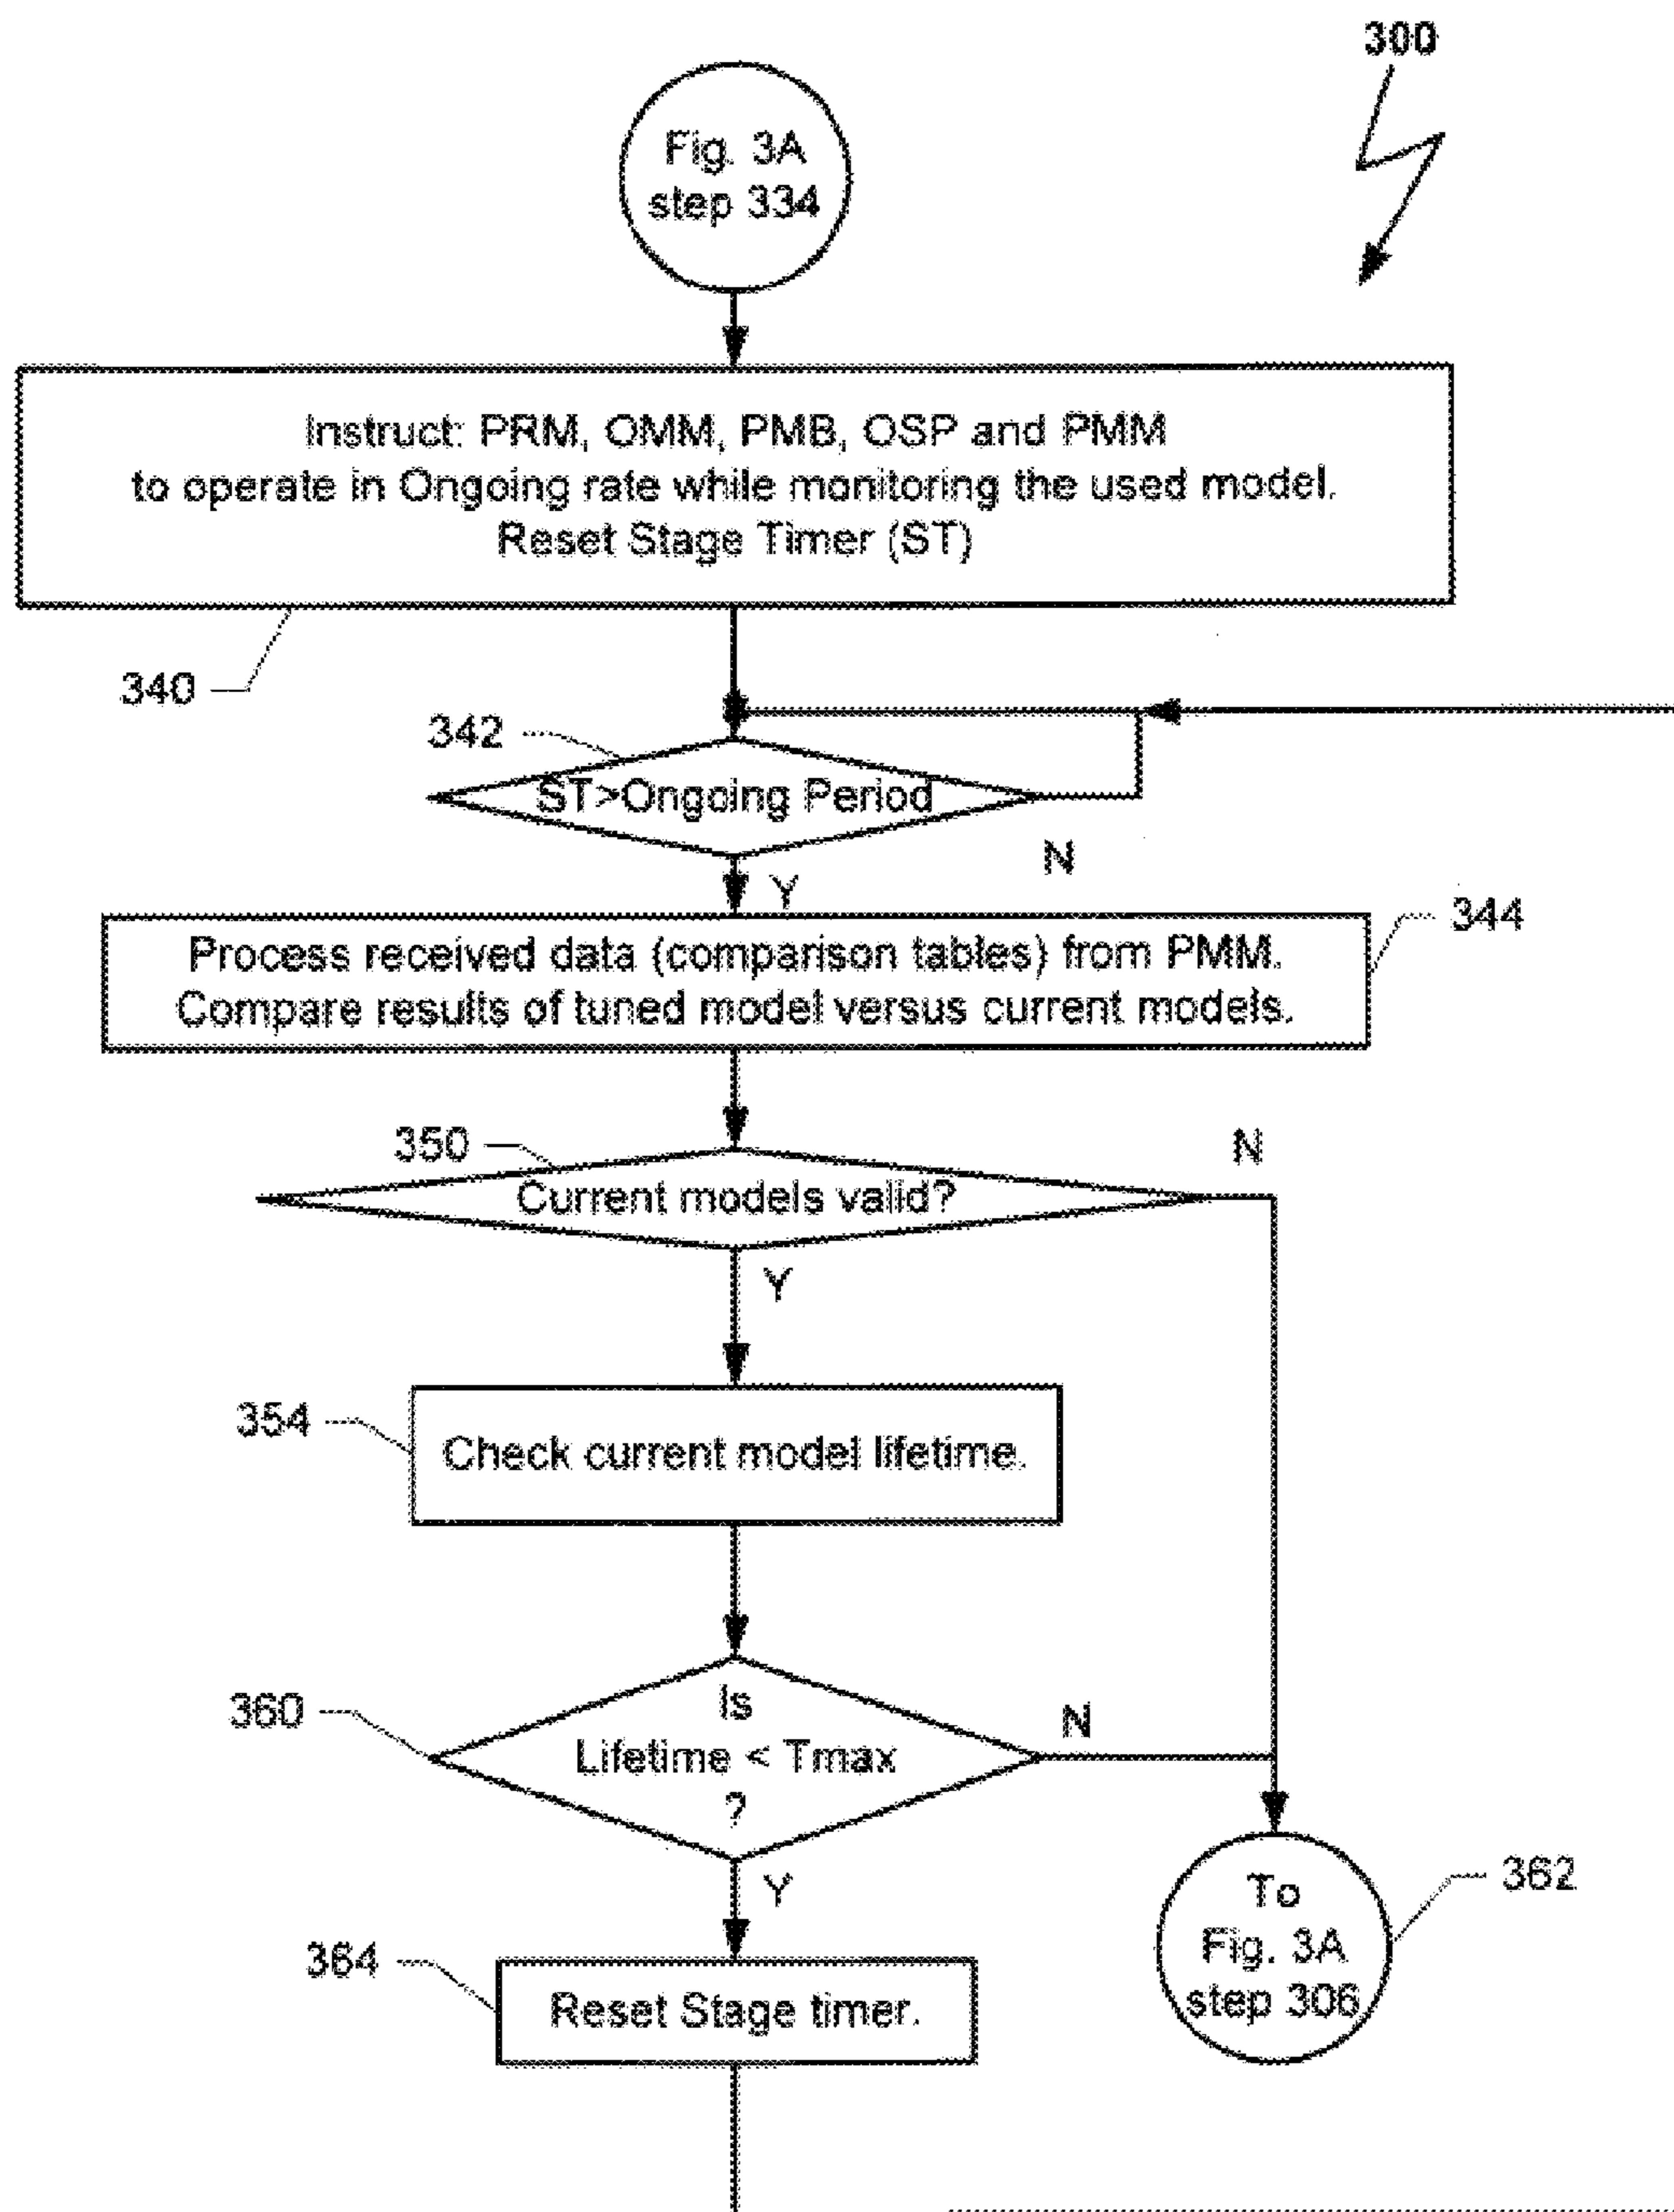 300
Fig. 3A
step 334
Instruct: PRM, OMM, PMB, OSP and PMM
to operate in Ongoing rate while monitoring the used model.
Reset Stage Timer (ST)
340
342
ST>Ongoing Period
N
Y
Process received data (comparison tables) from PMM.
Compare results of tuned model versus current models.
344
350
Current models valid?
N
Y
354
Check current model lifetime.
360
Is
Lifetime < Tmax
?
N
Y
364
Reset Stage timer.
To
Fig. 3A
step 306
362